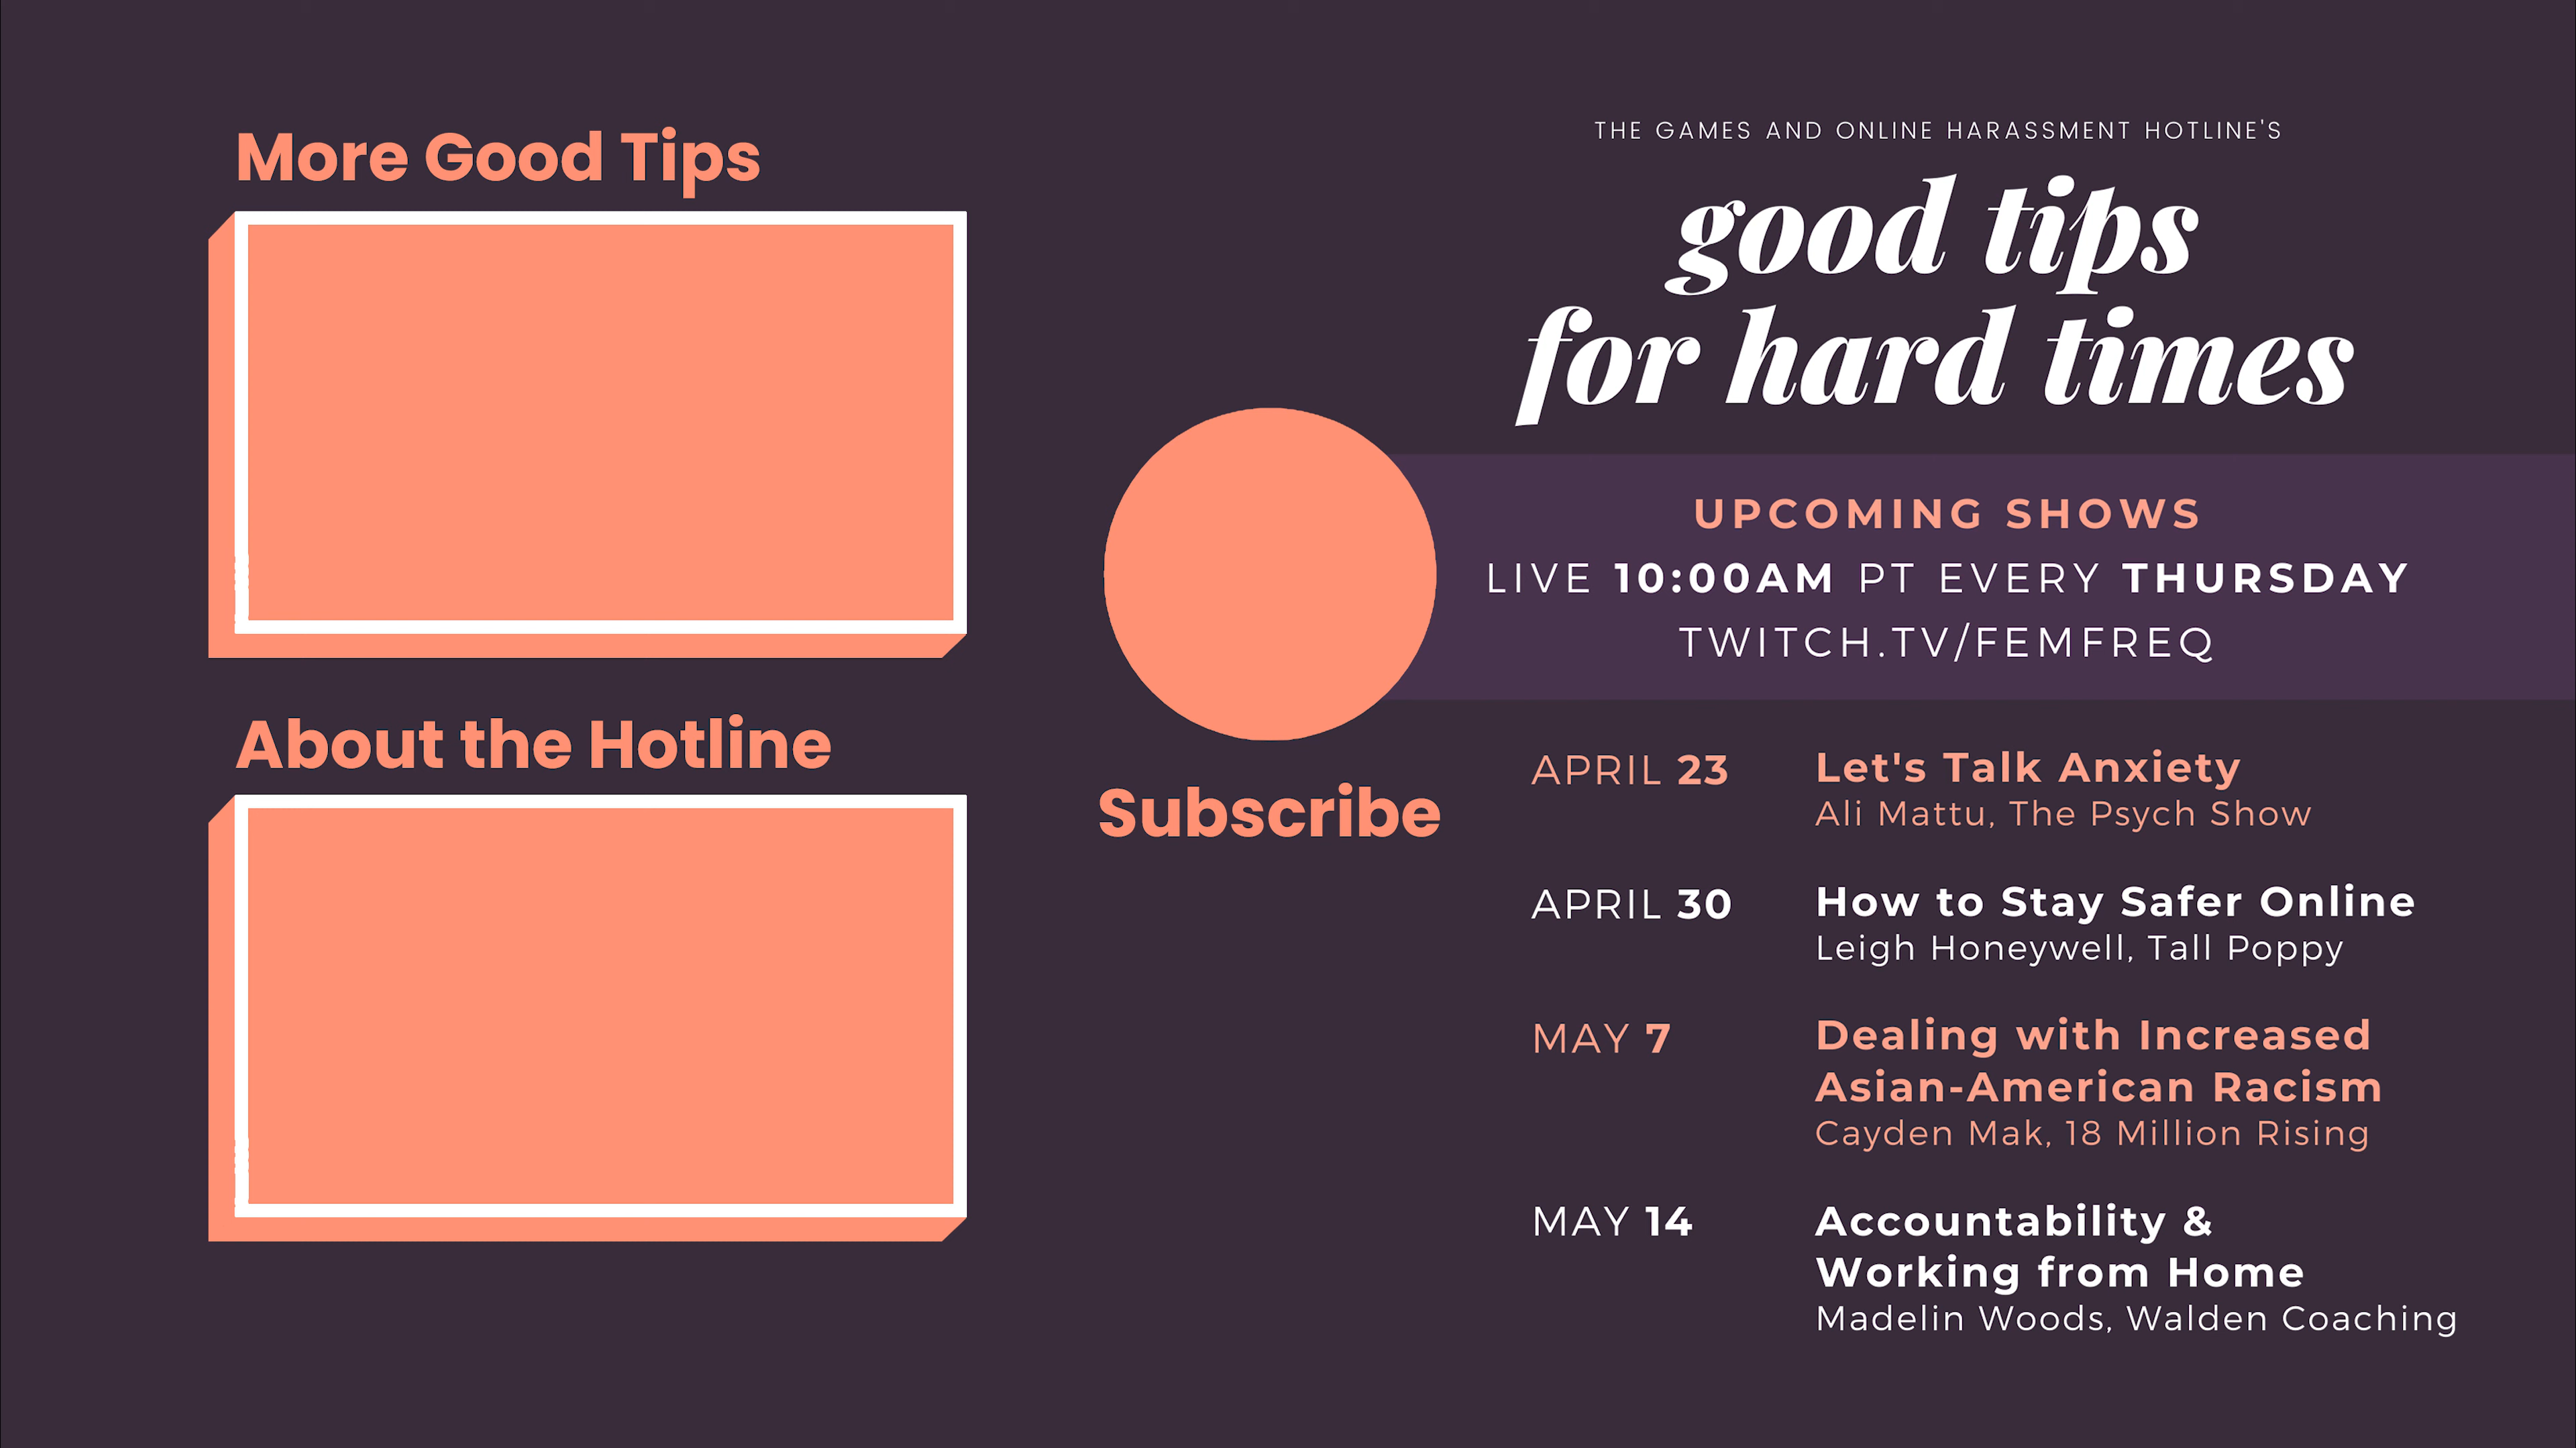 More Good Tips
About the Hotline
Subscribe
THE GAMES AND ONLINE HARASSMENT HOTLINE'S
good tips
for hard times
UPCOMING SHOWS
LIVE 10:00AM PT EVERY THURSDAY
TWITCH.TV/FEMFREQ
APRIL 23
Let's Talk Anxiety
Ali Mattu, The Psych Show
APRIL 30
How to Stay Safer Online
Leigh Honeywell, Tall Poppy
MAY 7
Dealing with Increased
Asian-American Racism
Cayden Mak, 18 Million Rising
MAY 14
Accountability &
Working from Home
Madelin Woods, Walden Coaching